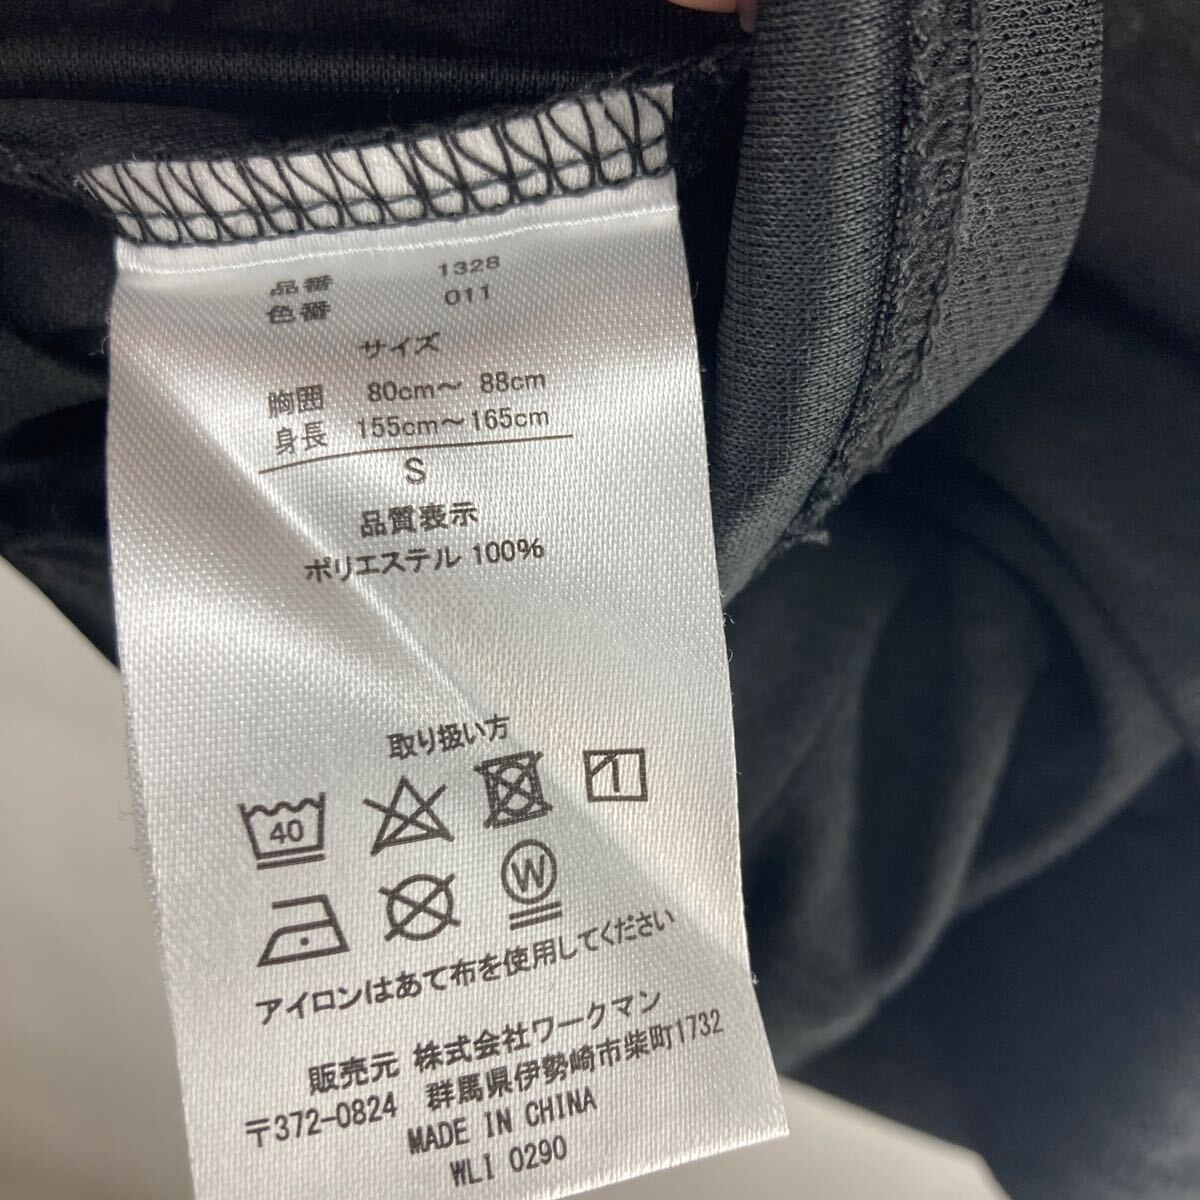 品番 1328
色番 011
サイズ
胸囲 80cm～ 88cm
身長 155cm～165cm
S
品質表示
ポリエステル 100%
取り扱い方
40
W
アイロンはあて布を使用してください
販売元 株式会社ワークマン
〒372-0824 群馬県伊勢崎市柴町1732
MADE IN CHINA
WLI 0290